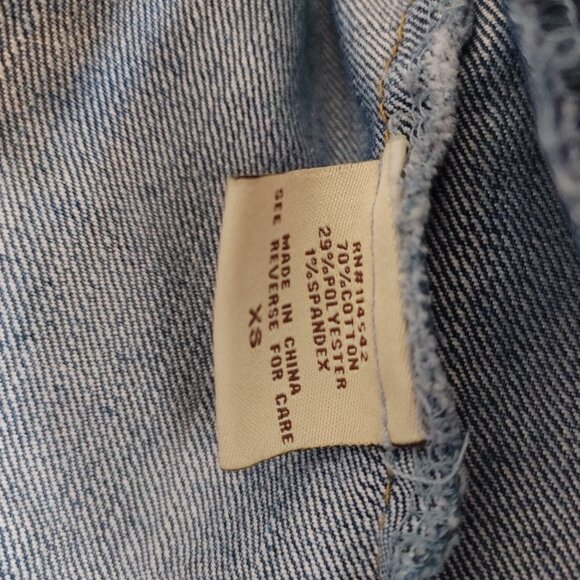 RN# 114542
70%COTTON
29%POLYESTER
1%SPANDEX
MADE IN CHINA
SEE REVERSE FOR CARE
XS